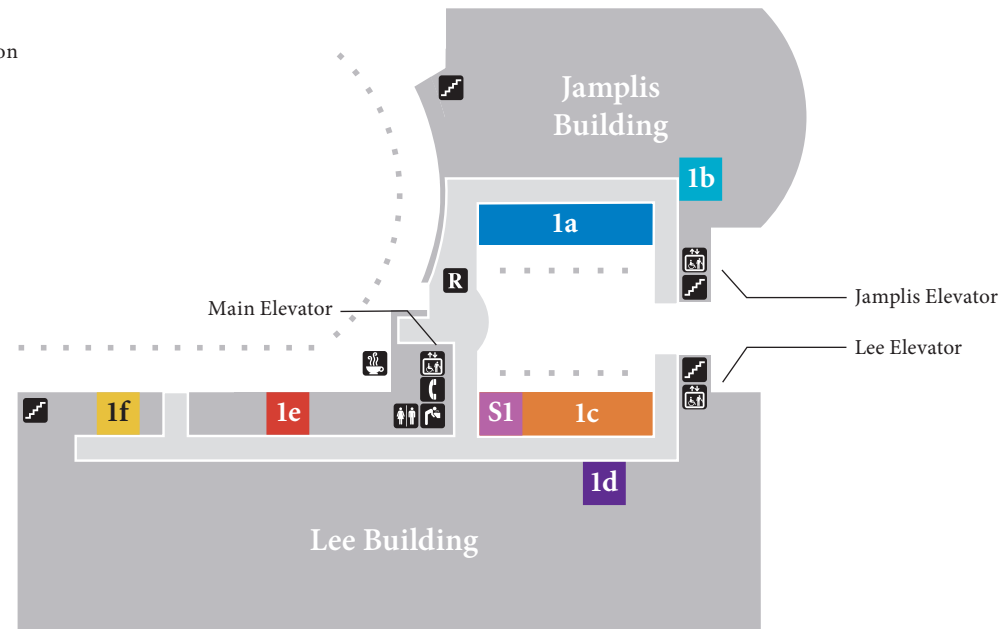 on
Jamplis
Building
1b
1a
R
Jamplis Elevator
Main Elevator
Lee Elevator
1f
1e
S1
1c
1d
Lee Building